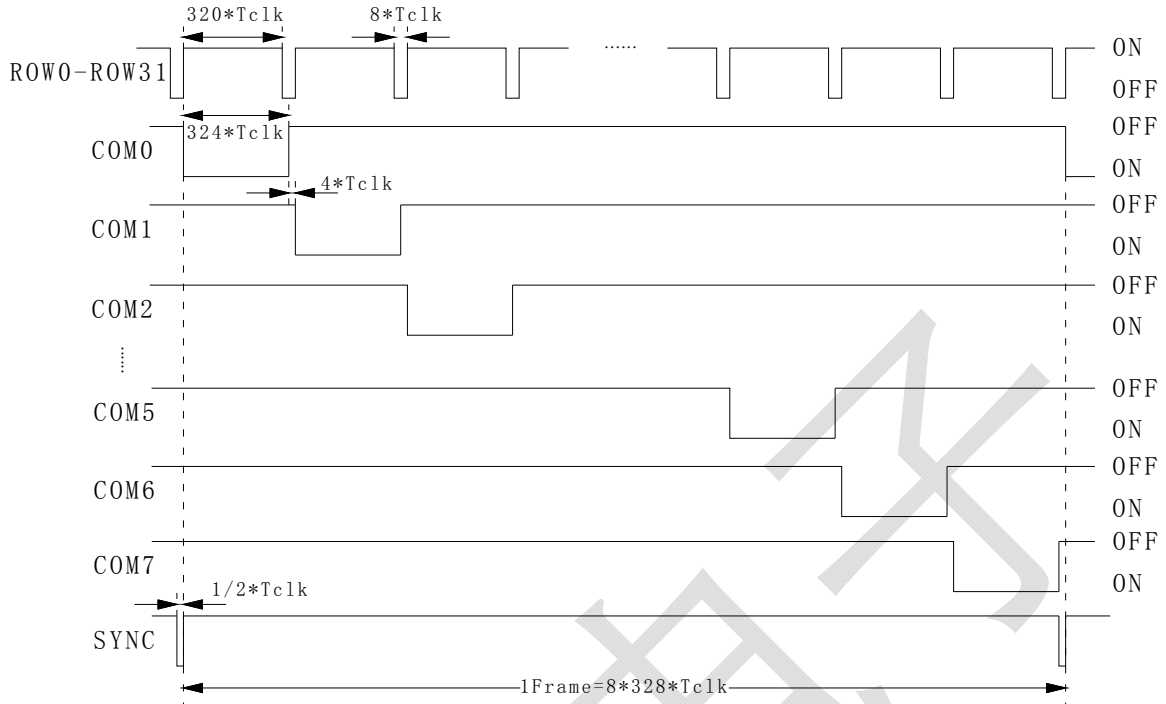 320*Tclk 8*Tclk
...... ON
ROW0-ROW31
OFF
324*Tclk OFF
COM0
ON
4*Tclk
OFF
COM1
ON
OFF
COM2
ON
......
OFF
COM5
ON
OFF
COM6
ON
OFF
COM7
ON
1/2*Tclk
SYNC
1Frame=8*328*Tclk